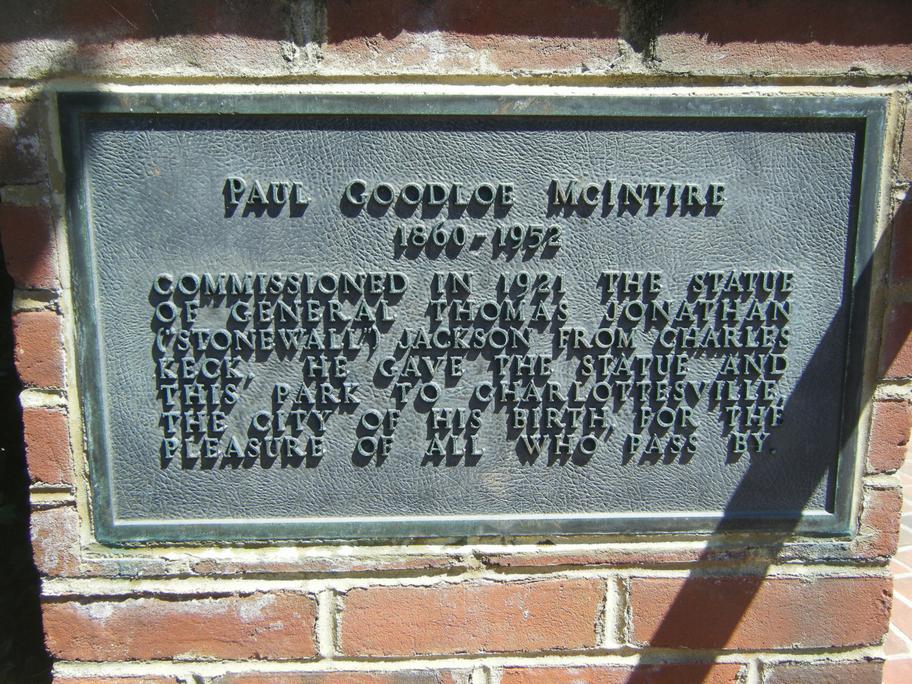 PAUL GOODLOE MCINTIRE
1860-1952
COMMISSIONED IN 1921 THE STATUE
OF GENERAL THOMAS JONATHAN
"STONEWALL" JACKSON FROM CHARLES
KECK. HE GAVE THE STATUE AND
THIS PARK TO CHARLOTTESVILLE,
THE CITY OF HIS BIRTH, FOR THE
PLEASURE OF ALL WHO PASS BY.